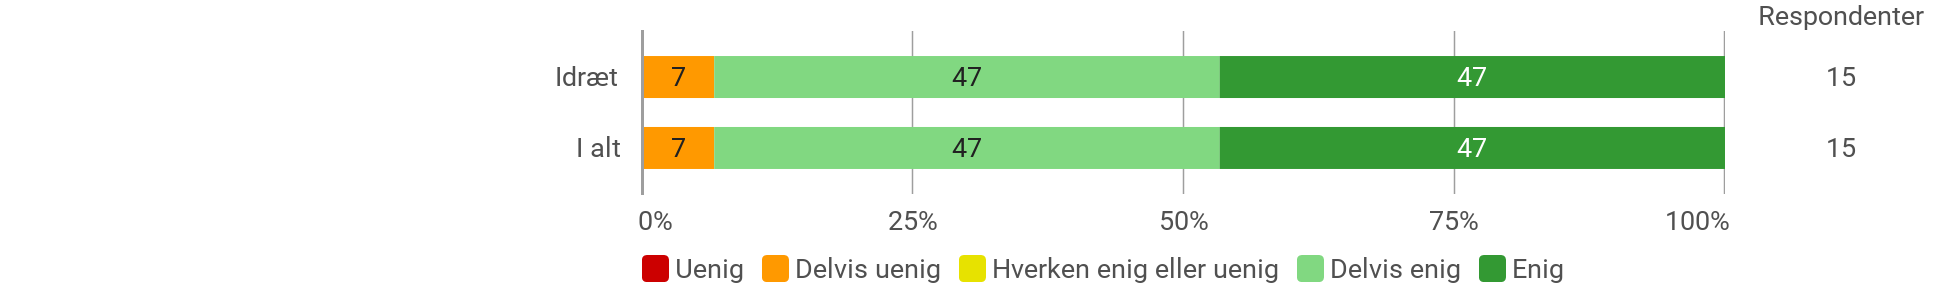 Respondenter
Idræt 7 47 47 15
I alt 7 47 47 15
0% 25% 50% 75% 100%
Uenig Delvis uenig Hverken enig eller uenig Delvis enig Enig